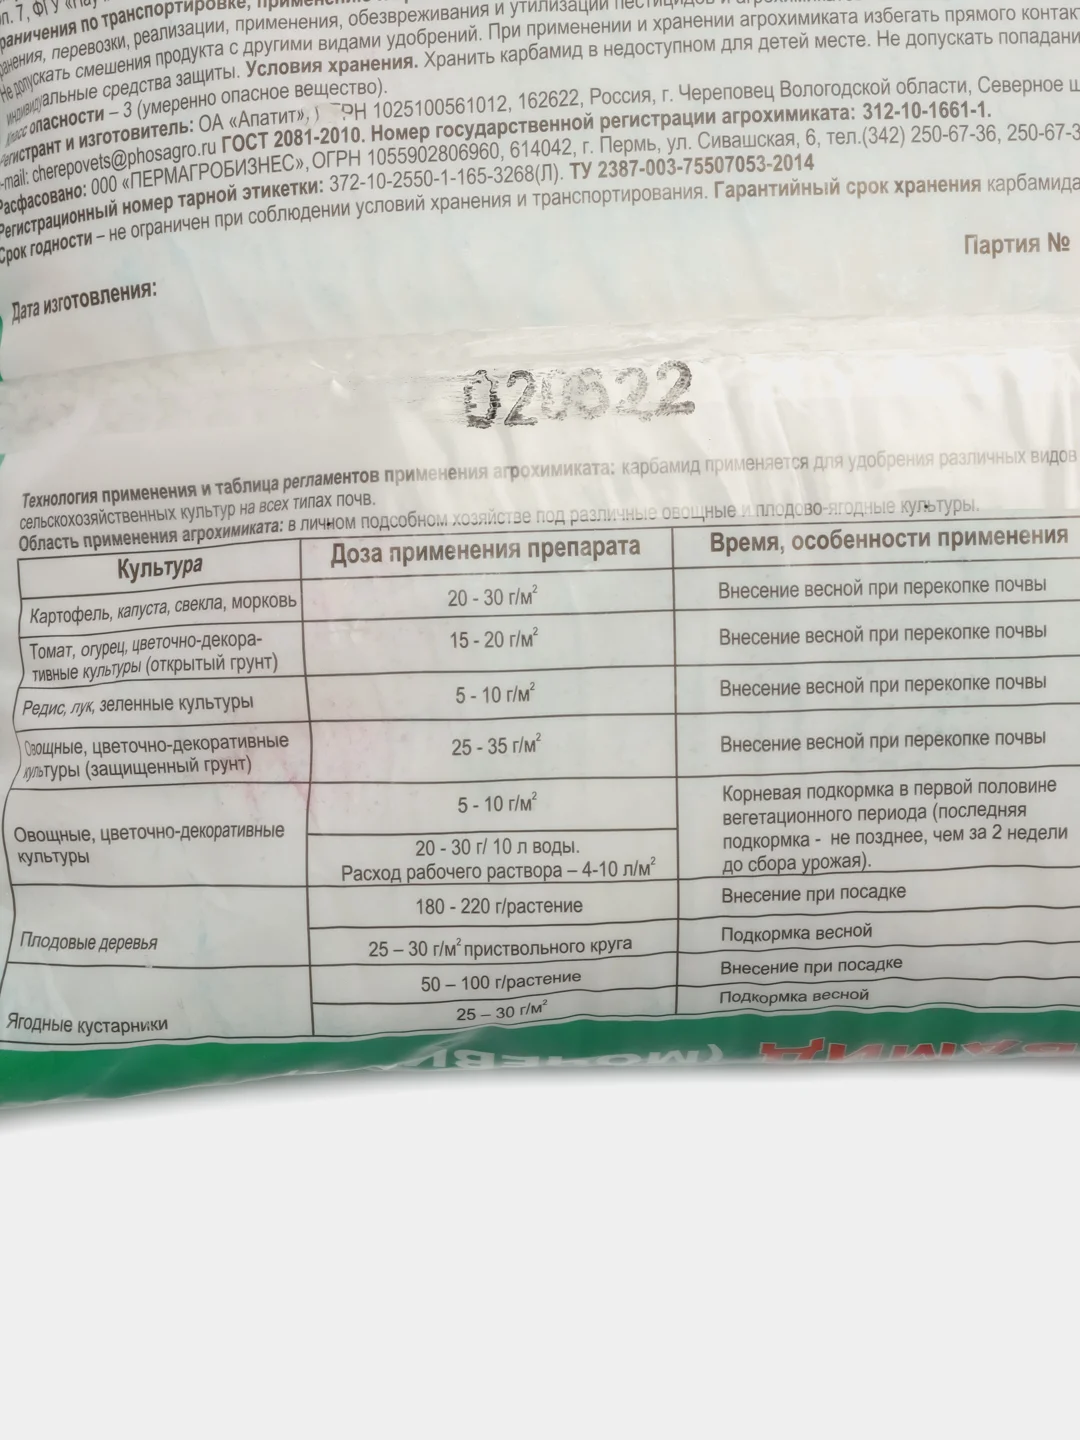 п. 7, ФГУ
раничения по транспортировке,
ранения, перевозки, реализации, применения, обезвреживания и утилизации пестицидов и
Не допускать смешения продукта с другими видами удобрений. При применении и хранении агрохимиката избегать прямого контак
индивидуальные средства защиты. Условия хранения. Хранить карбамид в недоступном для детей месте. Не допускать попадани
Класс опасности – 3 (умеренно опасное вещество).
Регистрант и изготовитель: ОА «Апатит», РН 1025100561012, 162622, Россия, г. Череповец Вологодской области, Северное ш
-mail: cherepovets@phosagro.ru ГОСТ 2081-2010. Номер государственной регистрации агрохимиката: 312-10-1661-1.
Расфасовано: ООО «ПЕРМАГРОБИЗНЕС», ОГРН 1055902806960, 614042, г. Пермь, ул. Сивашская, 6, тел.(342) 250-67-36, 250-67-3
Регистрационный номер тарной этикетки: 372-10-2550-1-165-3268(Л). ТУ 2387-003-75507053-2014
Срок годности – не ограничен при соблюдении условий хранения и транспортирования. Гарантийный срок хранения карбамида
Партия №
Дата изготовления:
020522
Технология применения и таблица регламентов применения агрохимиката: карбамид применяется для удобрения различных видов
сельскохозяйственных культур на всех типах почв.
Область применения агрохимиката: в личном подсобном хозяйстве под различные овощные и плодово-ягодные культуры.
Культура Доза применения препарата Время, особенности применения
Картофель, капуста, свекла, морковь 20 - 30 г/м² Внесение весной при перекопке почвы
Томат, огурец, цветочно-декора-
тивные культуры (открытый грунт) 15 - 20 г/м² Внесение весной при перекопке почвы
Редис, лук, зеленные культуры 5 - 10 г/м² Внесение весной при перекопке почвы
Овощные, цветочно-декоративные
культуры (защищенный грунт) 25 - 35 г/м² Внесение весной при перекопке почвы
Овощные, цветочно-декоративные
культуры
5 - 10 г/м²
20 - 30 г/ 10 л воды.
Расход рабочего раствора – 4-10 л/м²
Корневая подкормка в первой половине
вегетационного периода (последняя
подкормка - не позднее, чем за 2 недели
до сбора урожая).
Плодовые деревья
180 - 220 г/растение Внесение при посадке
25 – 30 г/м² приствольного круга Подкормка весной
Ягодные кустарники
50 – 100 г/растение Внесение при посадке
25 – 30 г/м² Подкормка весной